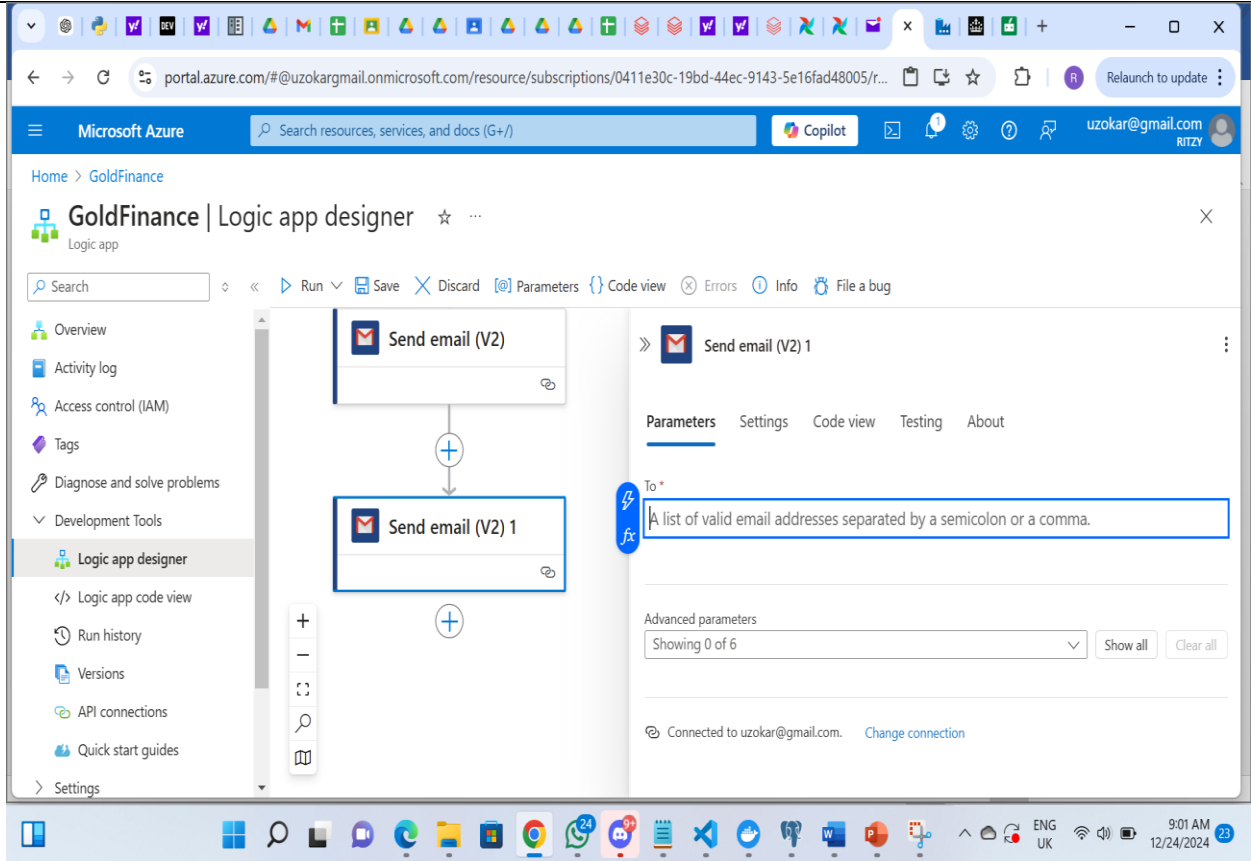 portal.azure.com/#@uzokargmail.onmicrosoft.com/resource/subscriptions/0411e30c-19bd-44ec-9143-5e16fad48005/r...
R
Relaunch to update
Microsoft Azure
Search resources, services, and docs (G+/)
Copilot
1
uzokar@gmail.com
RITZY
Home > GoldFinance
GoldFinance | Logic app designer
Logic app
Search
Run
Save
Discard
[@] Parameters
{} Code view
Errors
Info
File a bug
Overview
Activity log
Access control (IAM)
Tags
Diagnose and solve problems
Development Tools
Logic app designer
Logic app code view
Run history
Versions
API connections
Quick start guides
Settings
Send email (V2)
Send email (V2) 1
Send email (V2) 1
Parameters
Settings
Code view
Testing
About
To *
fx
A list of valid email addresses separated by a semicolon or a comma.
Advanced parameters
Showing 0 of 6
Show all
Clear all
Connected to uzokar@gmail.com.
Change connection
24
9+
ENG
UK
9:01 AM
12/24/2024
23